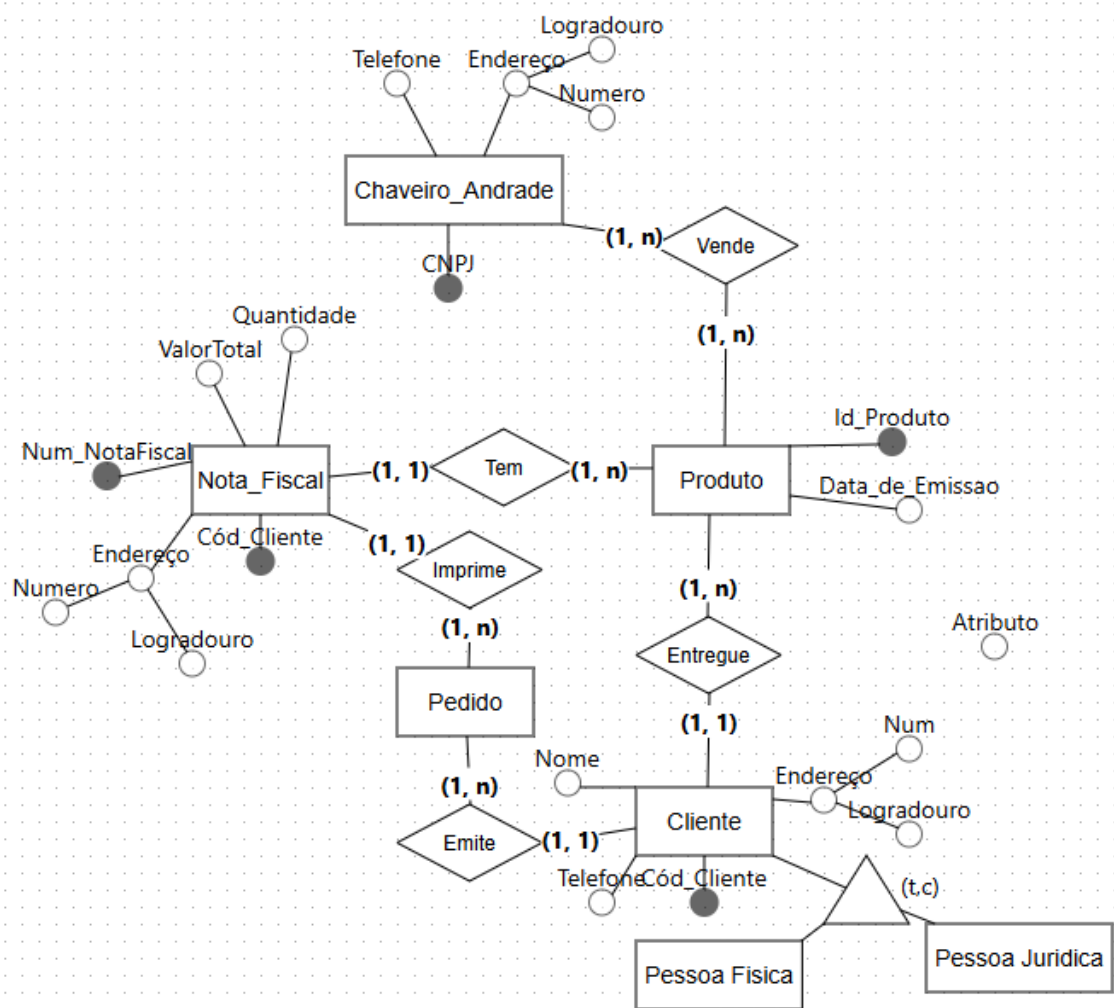 Logradouro
Telefone
Endereço
Numero
Chaveiro_Andrade
(1, n)
Vende
CNPJ
Quantidade
(1, n)
ValorTotal
Id_Produto
Num_NotaFiscal
Nota_Fiscal
(1, 1)
Tem
(1, n)
Produto
Data_de_Emissao
Cód_Cliente
(1, 1)
Endereço
Imprime
Numero
(1, n)
Logradouro
(1, n)
Atributo
Entregue
Pedido
(1, 1)
Num
Nome
Endereço
(1, n)
Logradouro
Cliente
Emite
(1, 1)
Telefone
Cód_Cliente
(t,c)
Pessoa Fisica
Pessoa Juridica